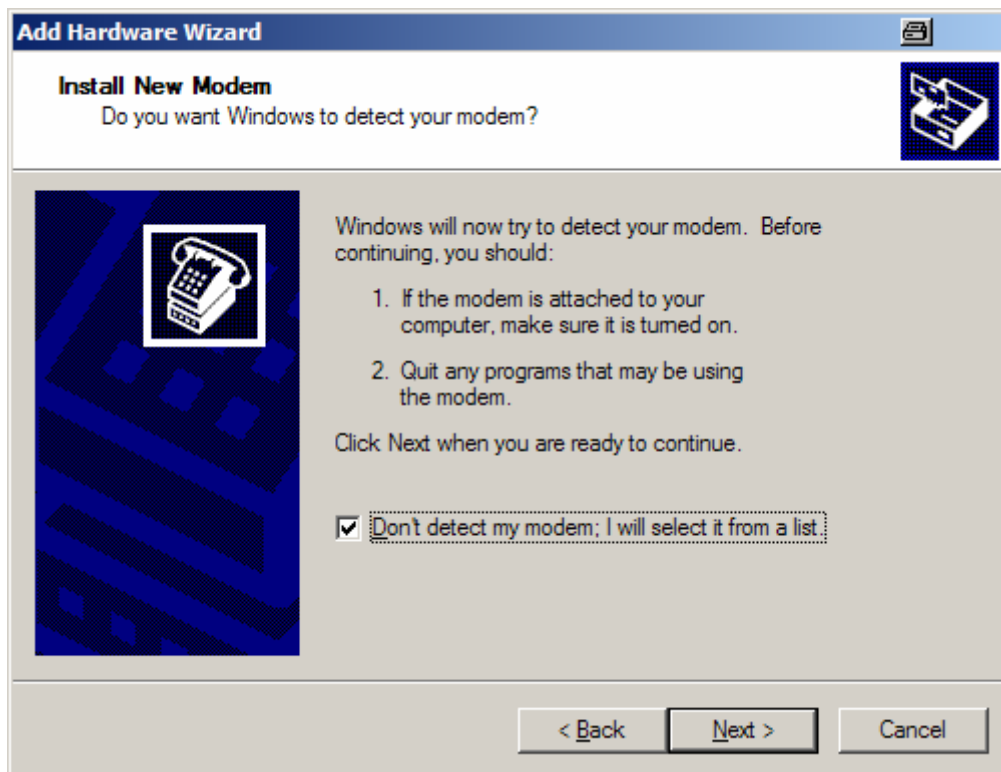 Add Hardware Wizard
Install New Modem
Do you want Windows to detect your modem?
Windows will now try to detect your modem.  Before
continuing, you should:
1. If the modem is attached to your
computer, make sure it is turned on.
2. Quit any programs that may be using
the modem.
Click Next when you are ready to continue.
Don't detect my modem; I will select it from a list.
< Back
Next >
Cancel